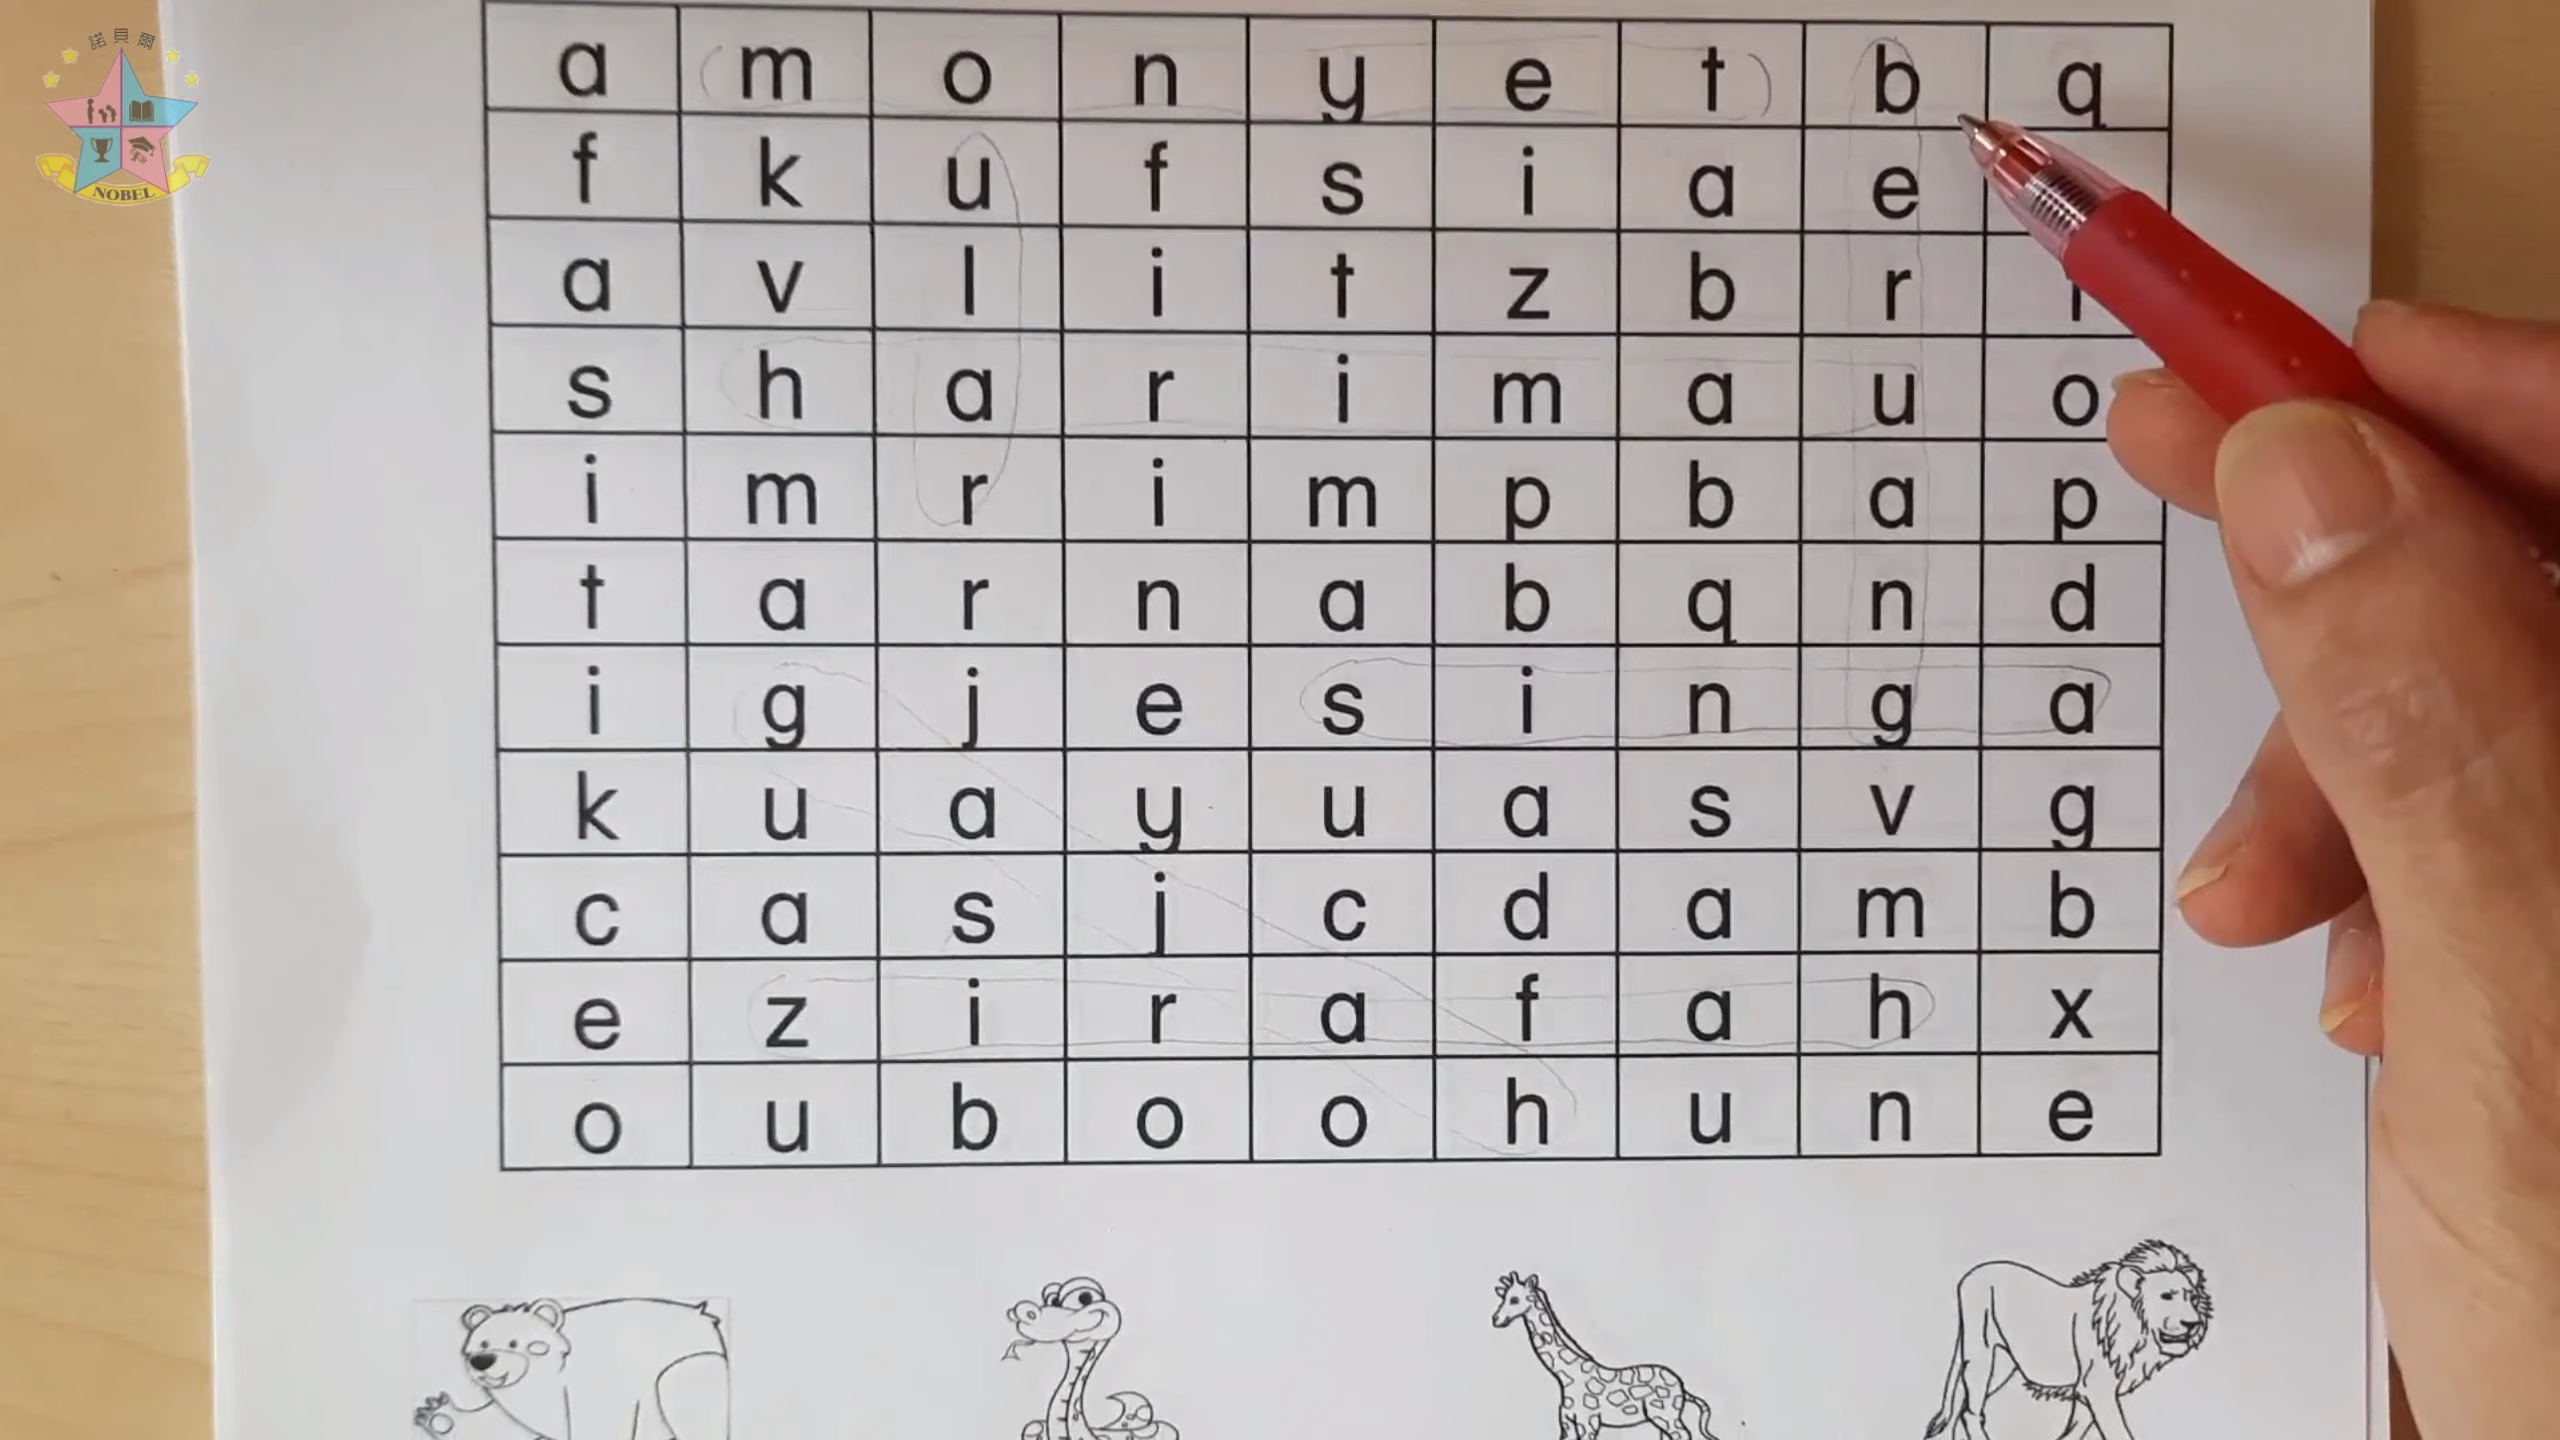 諾貝爾
NOBEL
a m o n y e t b q
f k u f s i a e
a v l i t z b r
s h a r i m a u o
i m r i m p b a p
t a r n a b q n d
i g j e s i n g a
k u a y u a s v g
c a s j c d a m b
e z i r a f a h x
o u b o o h u n e